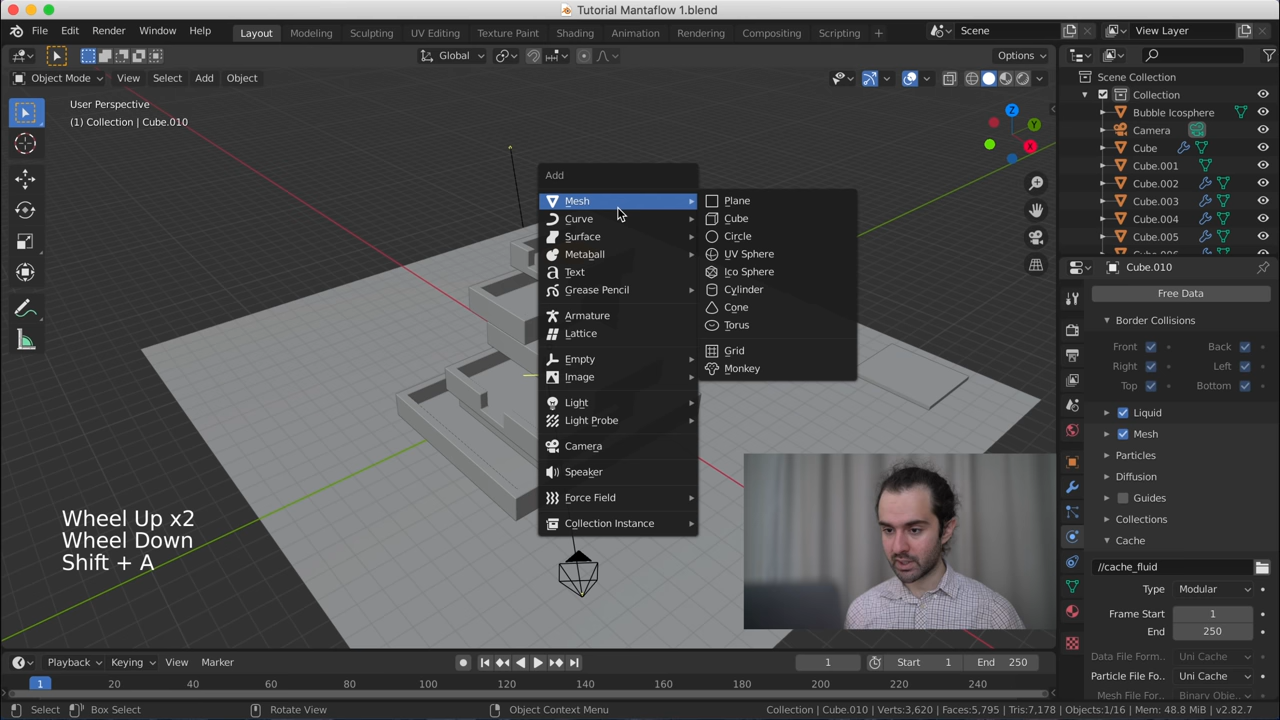 Tutorial Mantaflow 1.blend
File Edit Render Window Help Layout Modeling Sculpting UV Editing Texture Paint Shading Animation Rendering Compositing Scripting + Scene View Layer
Global Options
Object Mode View Select Add Object
User Perspective
(1) Collection | Cube.010
Z
Y
X
Add
Mesh
Curve
Surface
Metaball
Text
Grease Pencil
Armature
Lattice
Empty
Image
Light
Light Probe
Camera
Speaker
Force Field
Collection Instance
Plane
Cube
Circle
UV Sphere
Ico Sphere
Cylinder
Cone
Torus
Grid
Monkey
Scene Collection
Collection
Bubble Icosphere
Camera
Cube
Cube.001
Cube.002
Cube.003
Cube.004
Cube.005
Cube.010
Free Data
Border Collisions
Front Back
Right Left
Top Bottom
Liquid
Mesh
Particles
Diffusion
Guides
Collections
Cache
//cache_fluid
Type Modular
Frame Start 1
End 250
Data File Form.. Uni Cache
Particle File Fo.. Uni Cache
Mesh File For.. Binary Obje..
Wheel Up x2
Wheel Down
Shift + A
Playback Keying View Marker 1 Start 1 End 250
1 20 40 60 80 100 120 140 160 180 200 220 240
Select Box Select Rotate View Object Context Menu Collection | Cube.010 | Verts:3,620 | Faces:5,795 | Tris:7,178 | Objects:1/16 | Mem: 48.8 MiB | v2.82.7